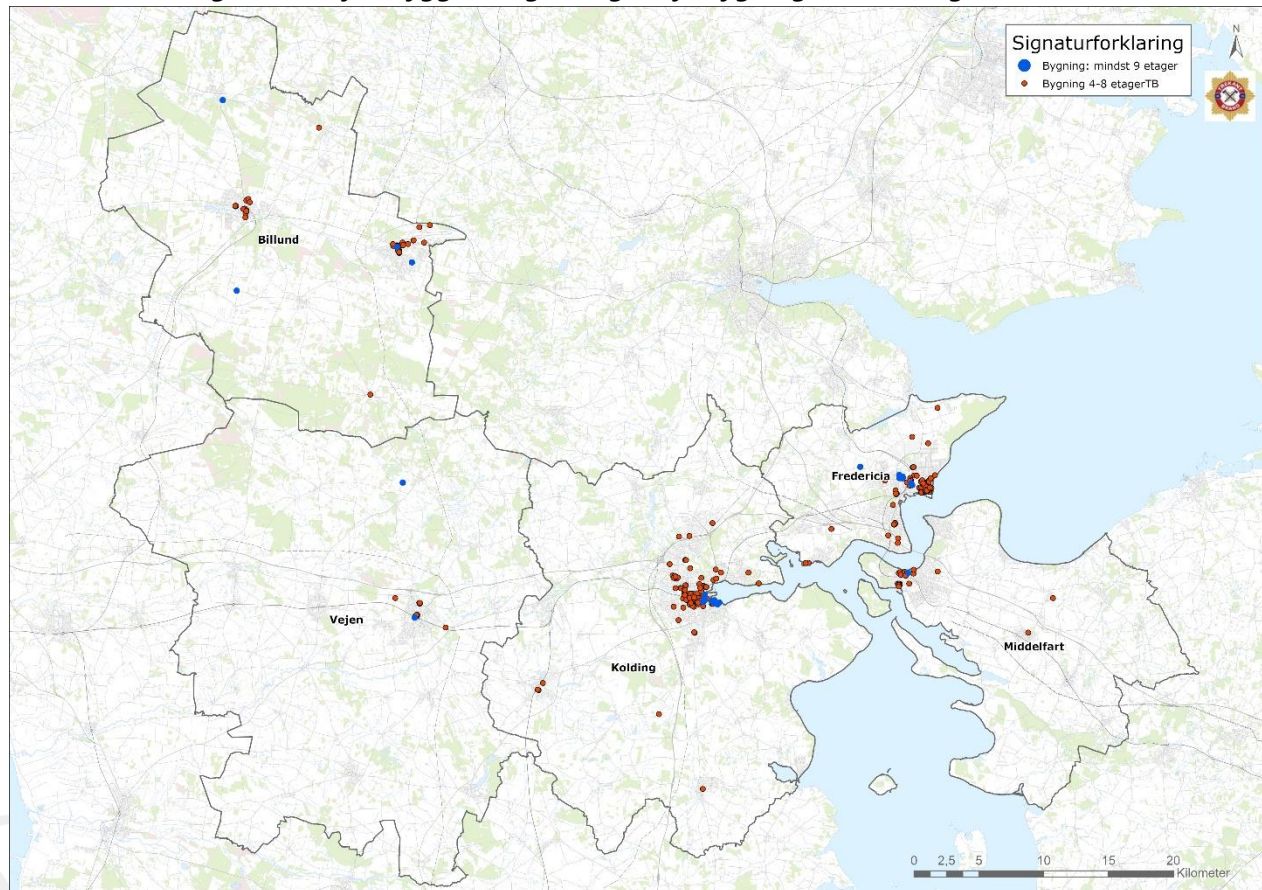 Signaturforklaring
Bygning: mindst 9 etager
Bygning 4-8 etagerTB
N
Billund
Fredericia
Vejen
Kolding
Middelfart
0 2,5 5 10 15 20
Kilometer